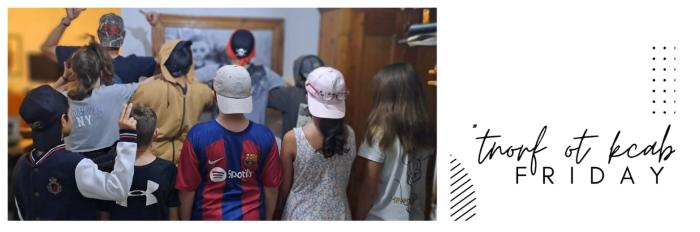 NY
Spotify
"tnorf ot kcab
FRIDAY